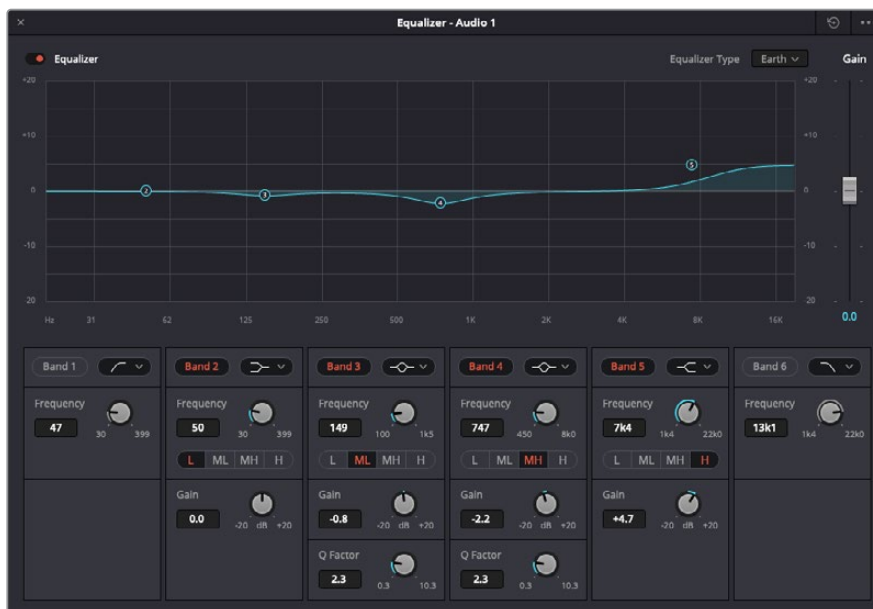 Equalizer - Audio 1
Equalizer
Equalizer Type Earth Gain
+20 +20
+10 +10
0 0
-10 -10
20 20
Hz 31 62 125 250 500 1K 2K 4K 8K 16K
0.0
2 3 4 5
Band 1 Band 2 Band 3 Band 4 Band 5 Band 6
Frequency Frequency Frequency Frequency Frequency Frequency
47 50 149 747 7k4 13k1
30 399 30 399 100 1k5 450 8k0 1k4 22k0 1k4 22k0
L ML MH H L ML MH H L ML MH H L ML MH H
Gain Gain Gain Gain
0.0 -0.8 -2.2 +4.7
-20 dB +20 -20 dB +20 -20 dB +20 -20 dB +20
Q Factor Q Factor
2.3 2.3
0.3 10.3 0.3 10.3